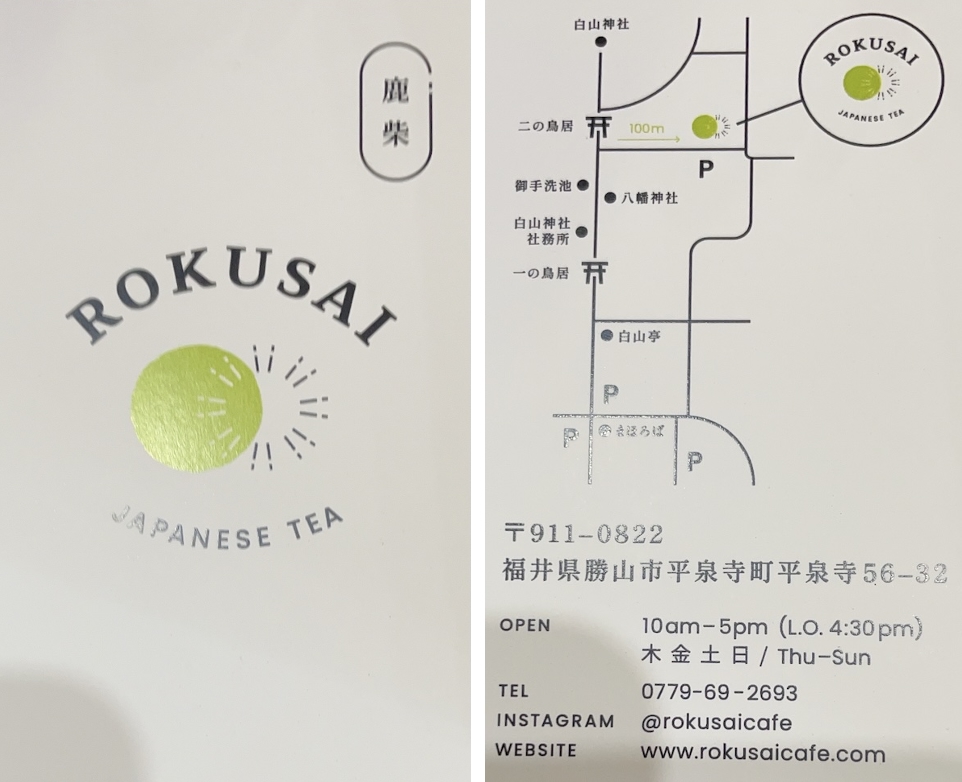 鹿柴
ROKUSAI
JAPANESE TEA
白山神社
ROKUSAI
JAPANESE TEA
二の鳥居
100m
P
御手洗池
八幡神社
白山神社
社務所
一の鳥居
白山亭
P
P
まほろば
P
〒911-0822
福井県勝山市平泉寺町平泉寺56-32
OPEN 10am-5pm (L.O. 4:30pm)
木 金 土 日 / Thu-Sun
TEL 0779-69-2693
INSTAGRAM @rokusaicafe
WEBSITE www.rokusaicafe.com